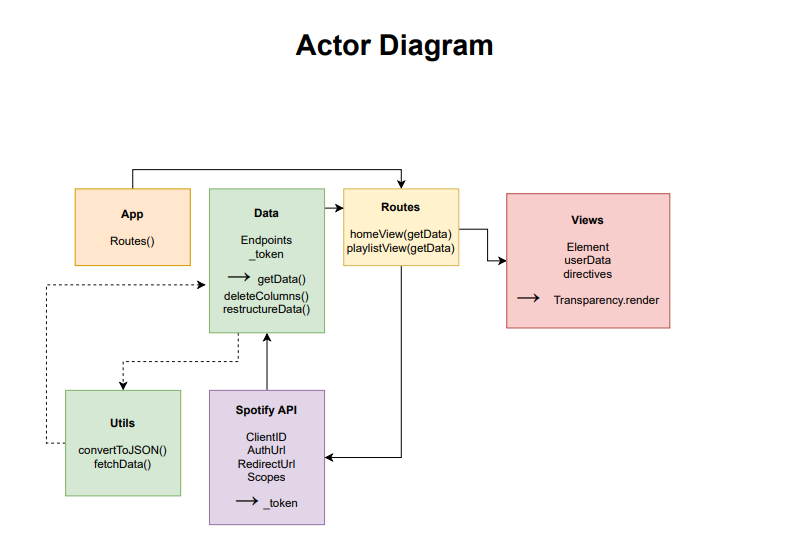 Actor Diagram
App
Routes()
Data
Endpoints
_token
getData()
deleteColumns()
restructureData()
Routes
homeView(getData)
playlistView(getData)
Views
Element
userData
directives
Transparency.render
Utils
convertToJSON()
fetchData()
Spotify API
ClientID
AuthUrl
RedirectUrl
Scopes
_token